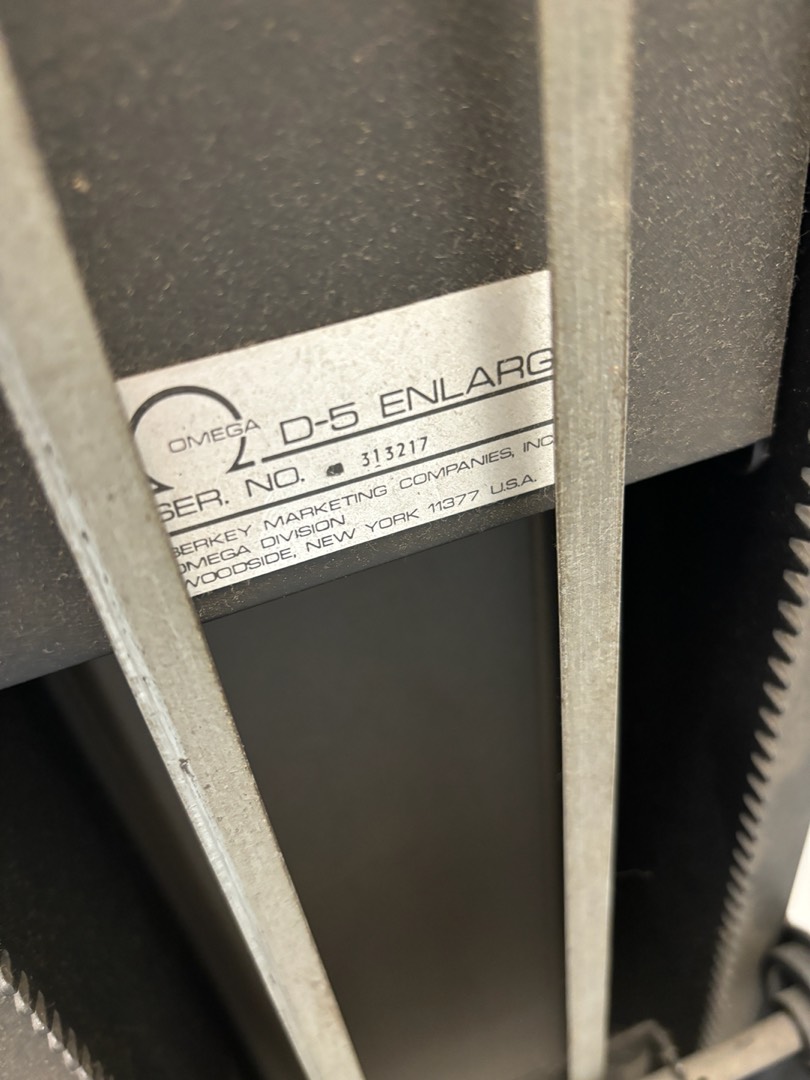 OMEGA D-5 ENLARG
SER. NO. 313217
BERKEY MARKETING COMPANIES, INC
OMEGA DIVISION
WOODSIDE, NEW YORK 11377 U.S.A.